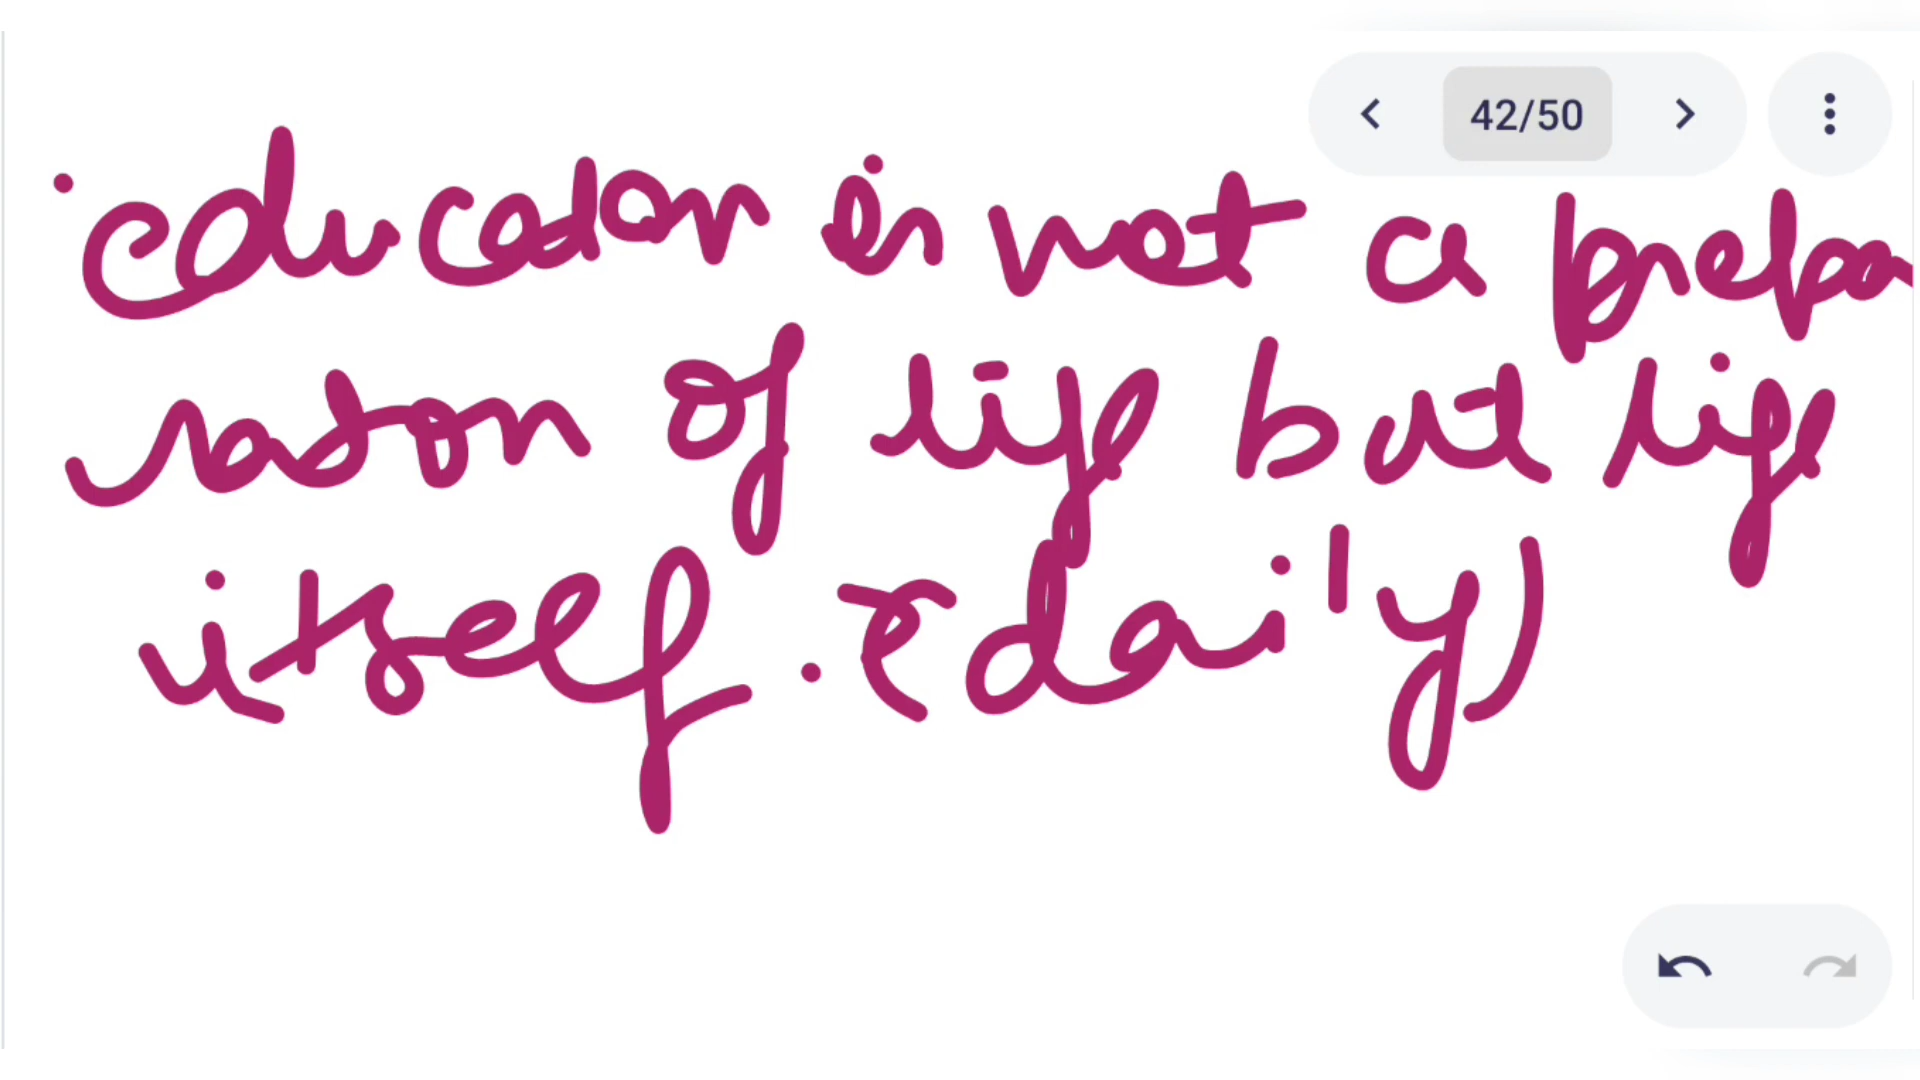 42/50
education is not a prepa
ration of life but life
itself. (daily)